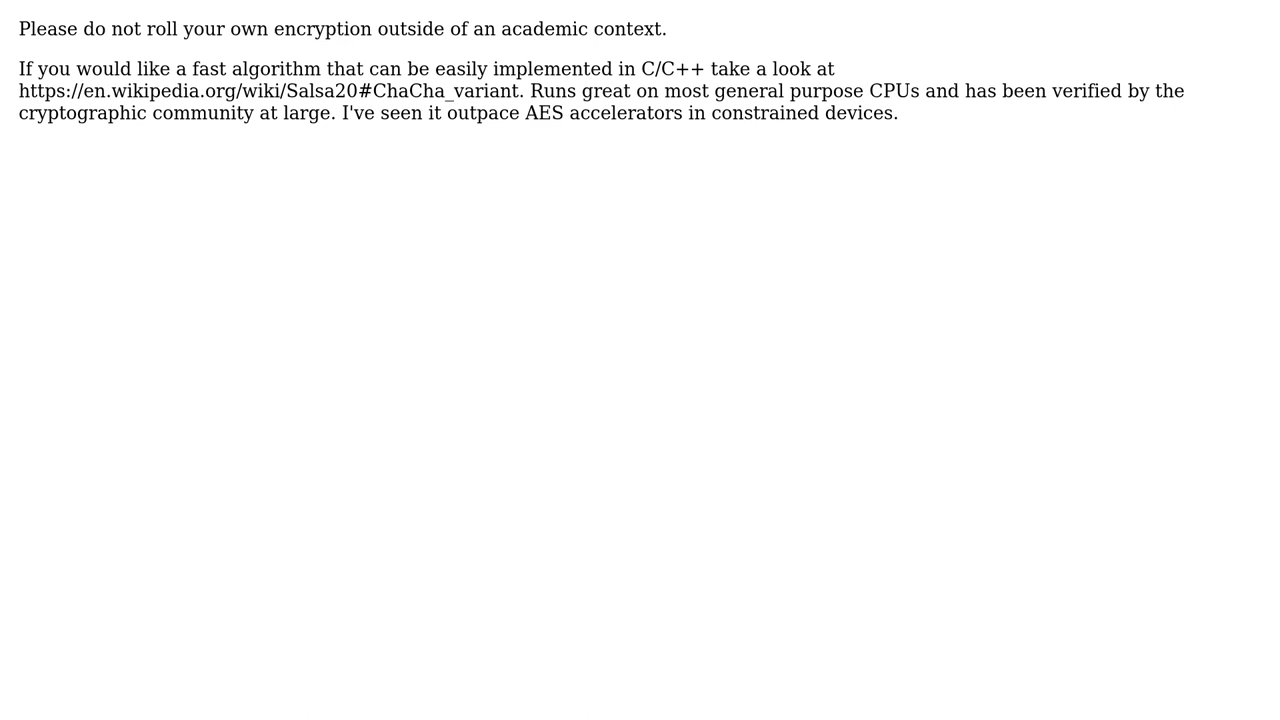 Please do not roll your own encryption outside of an academic context.
If you would like a fast algorithm that can be easily implemented in C/C++ take a look at
https://en.wikipedia.org/wiki/Salsa20#ChaCha_variant. Runs great on most general purpose CPUs and has been verified by the
cryptographic community at large. I've seen it outpace AES accelerators in constrained devices.